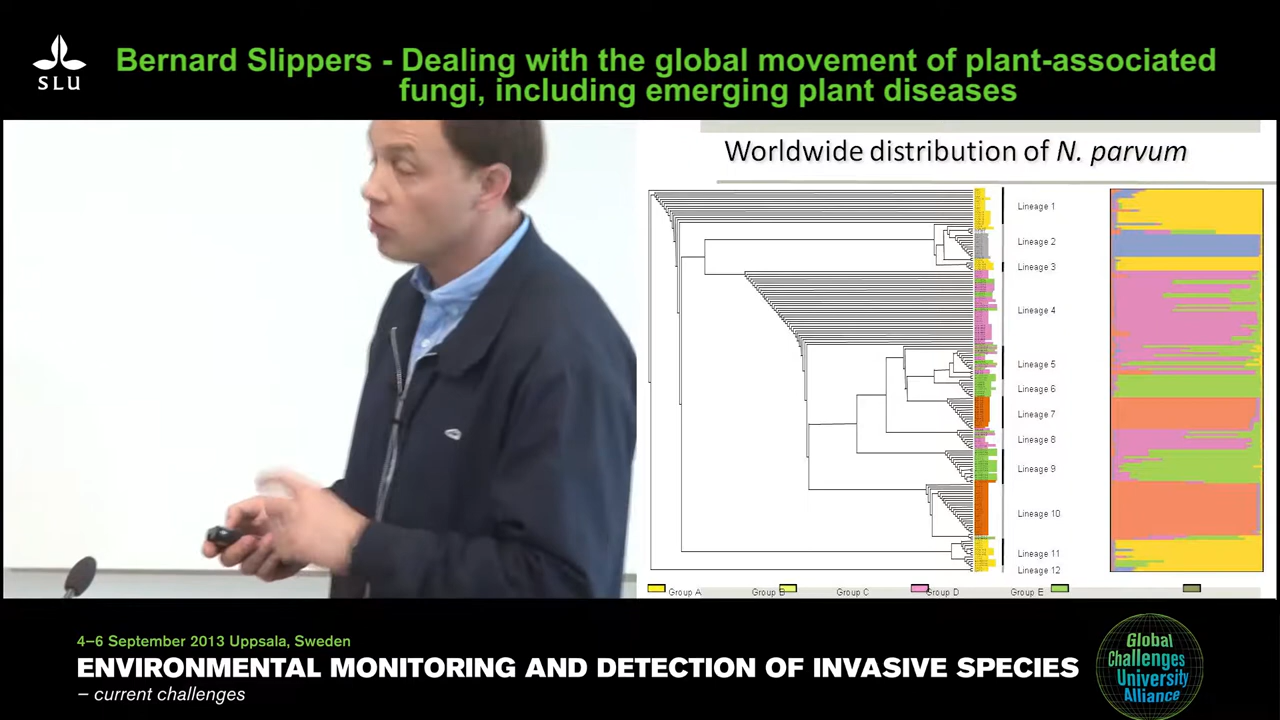 SLU
Bernard Slippers - Dealing with the global movement of plant-associated
fungi, including emerging plant diseases
Worldwide distribution of N. parvum
Lineage 1
Lineage 2
Lineage 3
Lineage 4
Lineage 5
Lineage 6
Lineage 7
Lineage 8
Lineage 9
Lineage 10
Lineage 11
Lineage 12
Group A
Group B
Group C
Group D
Group E
4–6 September 2013 Uppsala, Sweden
ENVIRONMENTAL MONITORING AND DETECTION OF INVASIVE SPECIES
– current challenges
Global
Challenges
University
Alliance